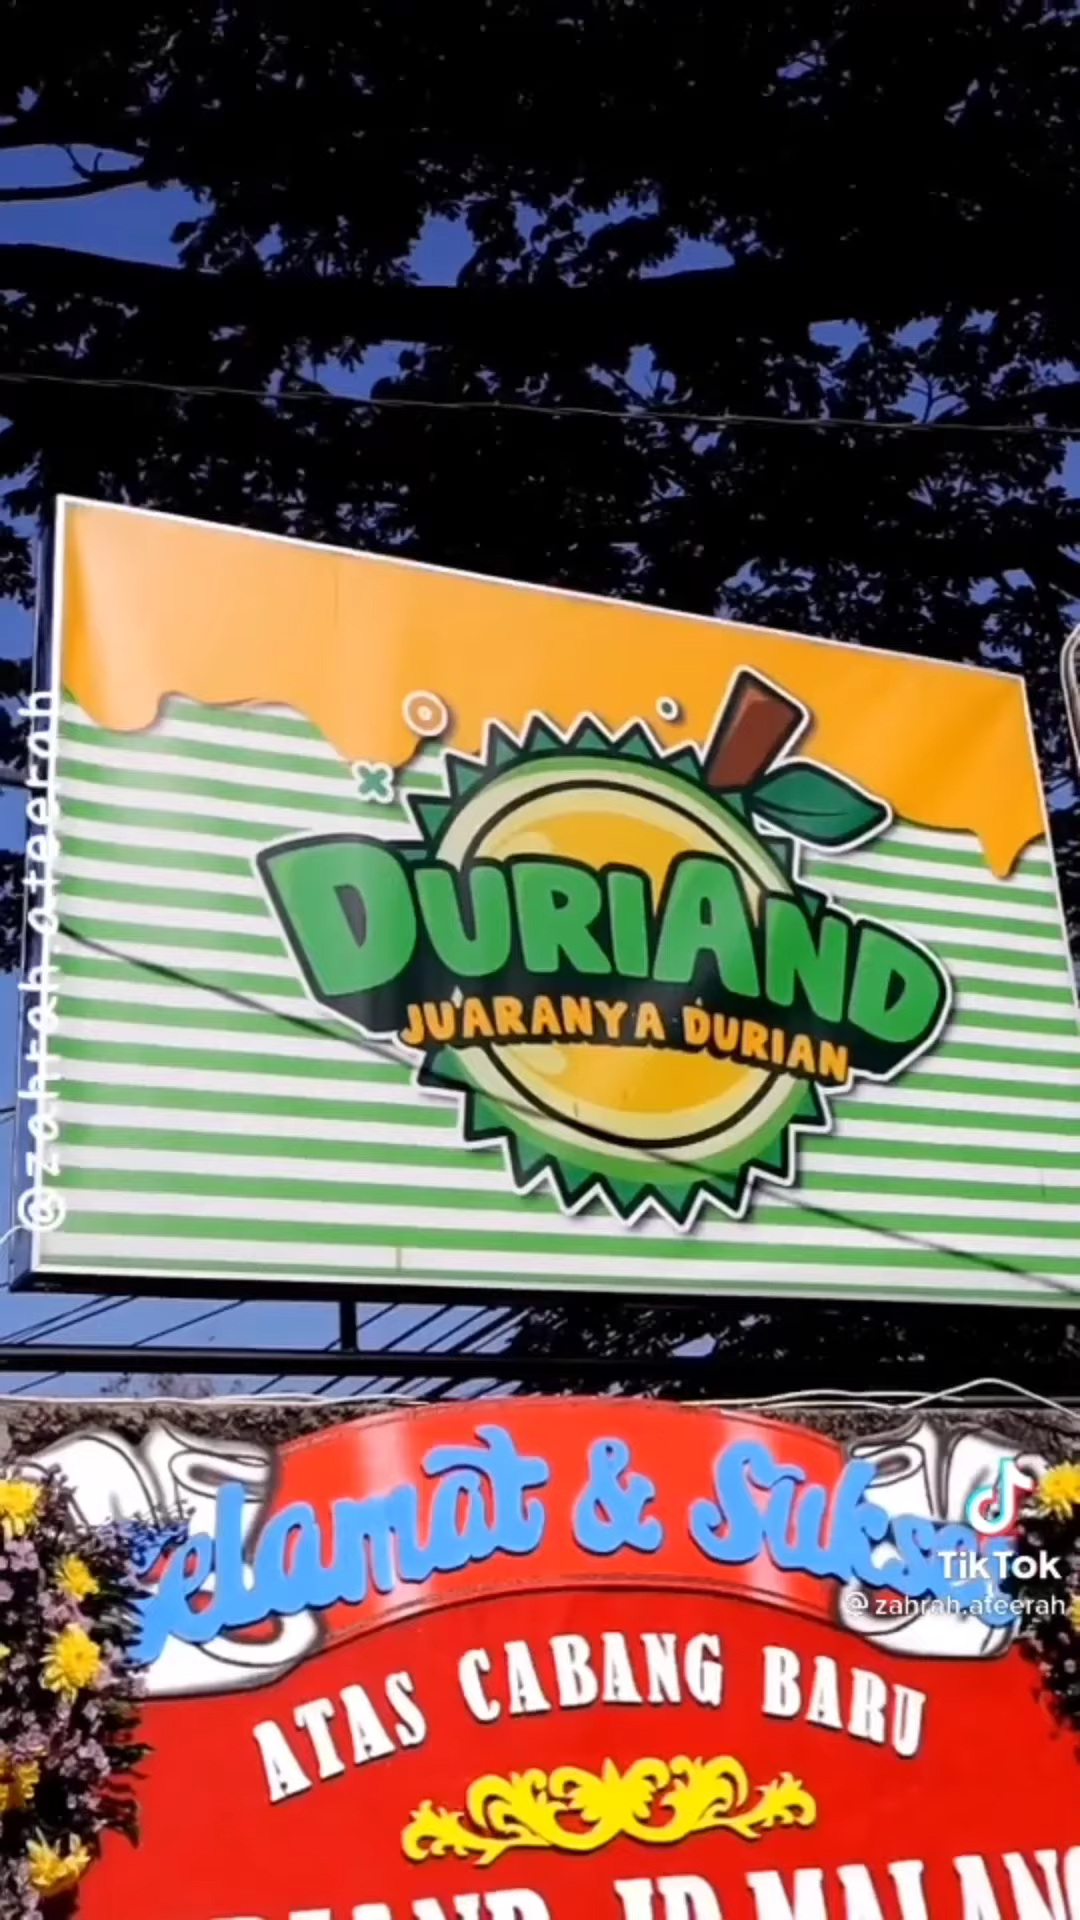 DURIAND
JUARANYA DURIAN
@zahrah.ateerah
Selamat & Sukses
TikTok
@zahrah.ateerah
ATAS CABANG BARU